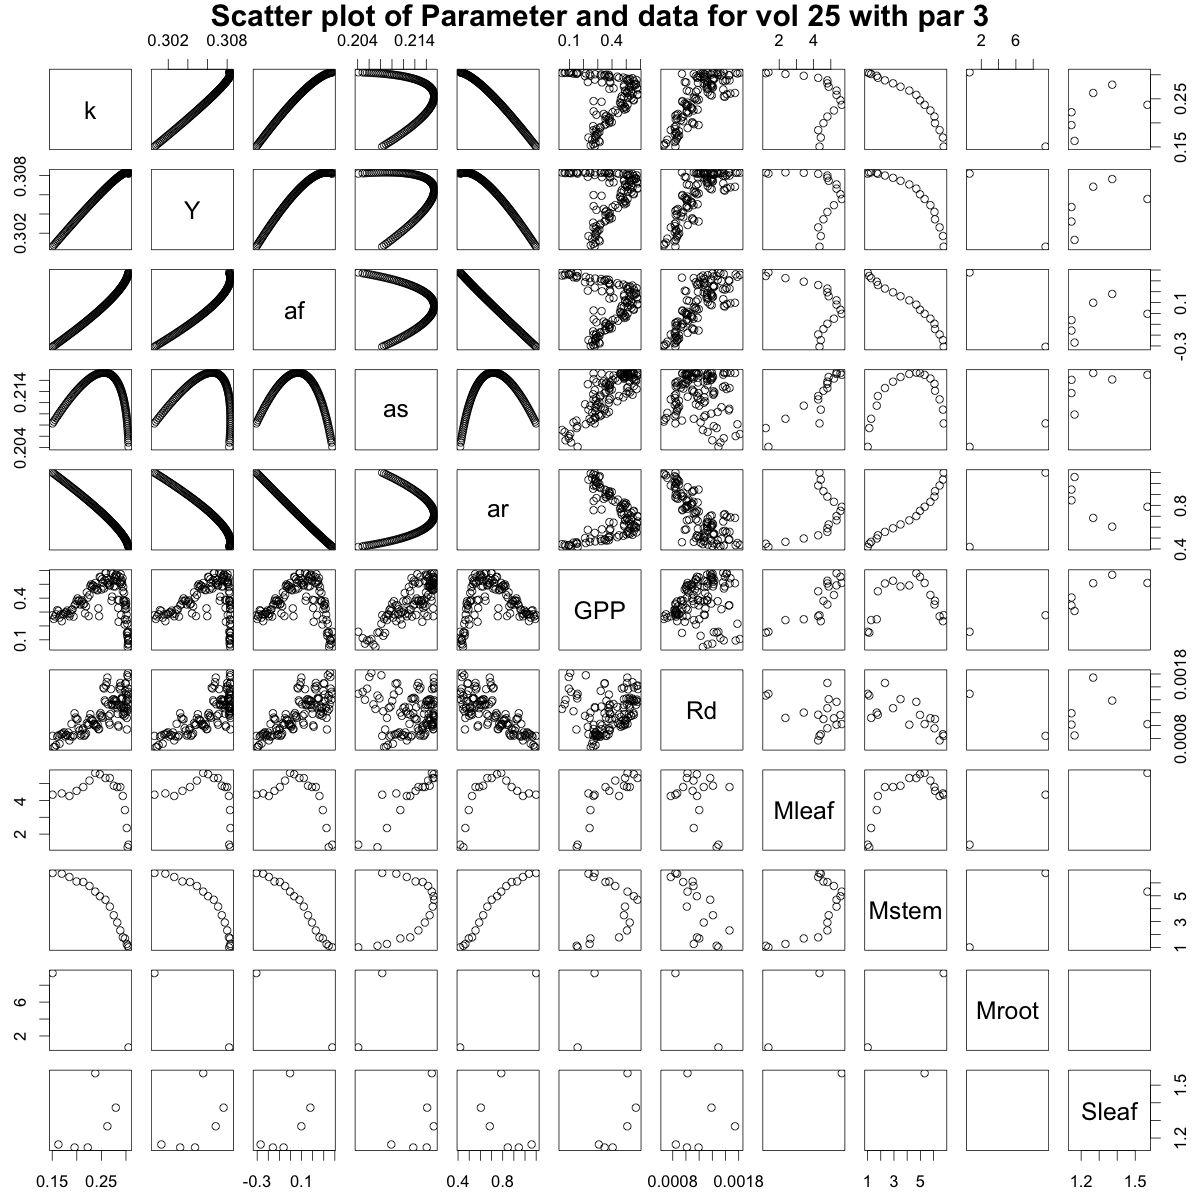 Scatter plot of Parameter and data for vol 25 with par 3
0.302 0.308 0.204 0.214 0.1 0.4 2 4 2 6
k 0.15 0.25
0.302 0.308 Y
af -0.3 0.1
0.204 0.214 as
ar 0.4 0.8
0.1 0.4 GPP
Rd 0.0008 0.0018
2 4 Mleaf
Mstem 1 3 5
2 6 Mroot
Sleaf 1.2 1.5
0.15 0.25 -0.3 0.1 0.4 0.8 0.0008 0.0018 1 3 5 1.2 1.5